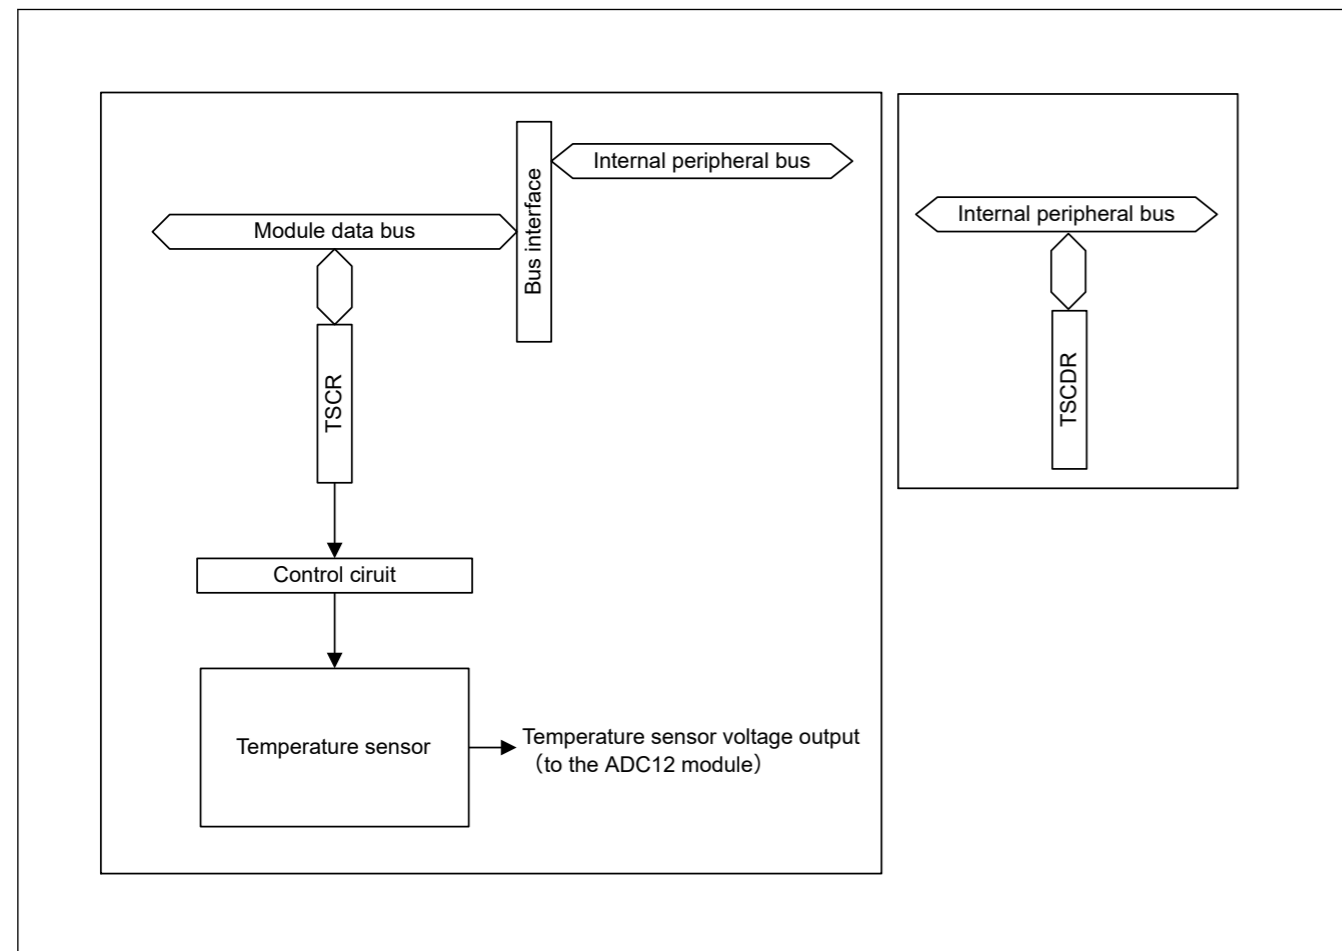 Internal peripheral bus
Module data bus
Bus interface
TSCR
Control ciruit
Temperature sensor
Temperature sensor voltage output
（to the ADC12 module）
Internal peripheral bus
TSCDR